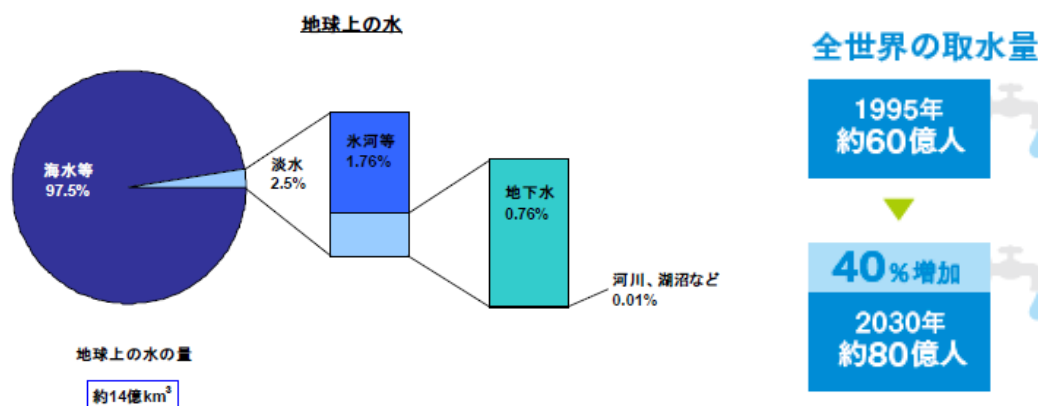 地球上の水
海水等
97.5%
淡水
2.5%
氷河等
1.76%
地下水
0.76%
河川、湖沼など
0.01%
地球上の水の量
約14億km³
全世界の取水量
1995年
約60億人
40%増加
2030年
約80億人